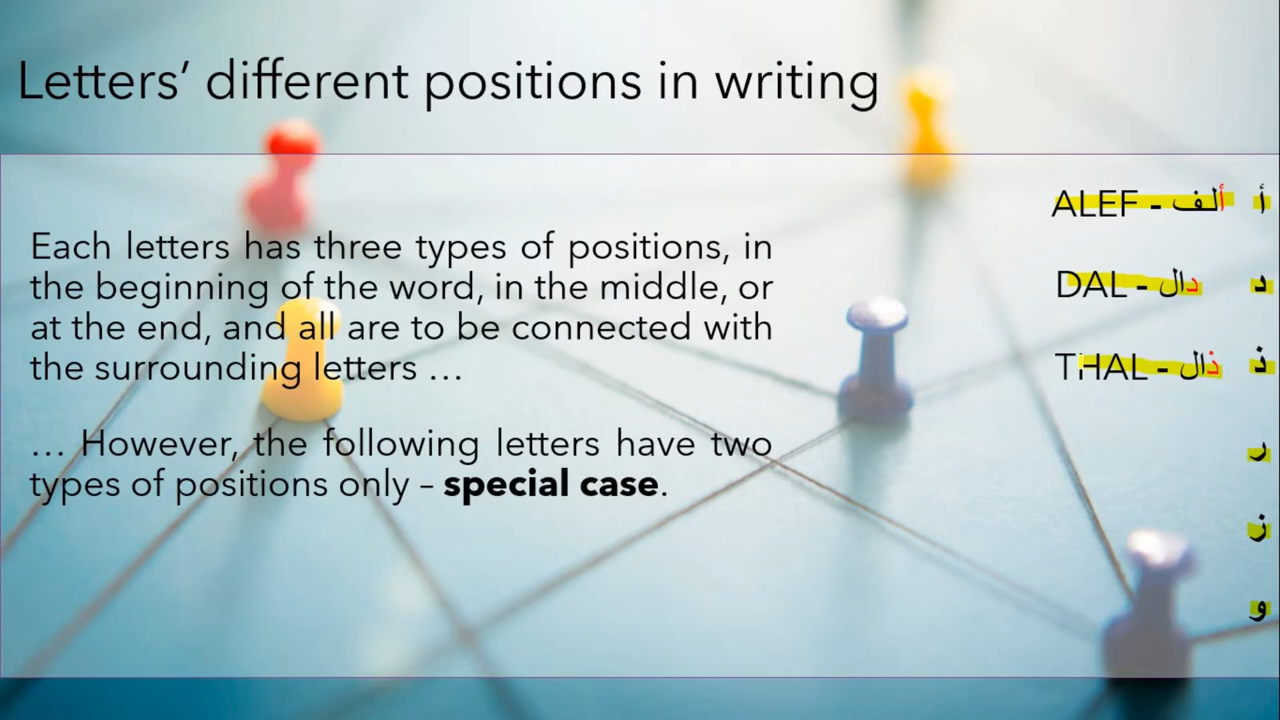 Letters’ different positions in writing
Each letters has three types of positions, in
the beginning of the word, in the middle, or
at the end, and all are to be connected with
the surrounding letters …
… However, the following letters have two
types of positions only – special case.
ALEF - ألف أ
DAL - دال د
THAL - ذال ذ
ر
ز
و